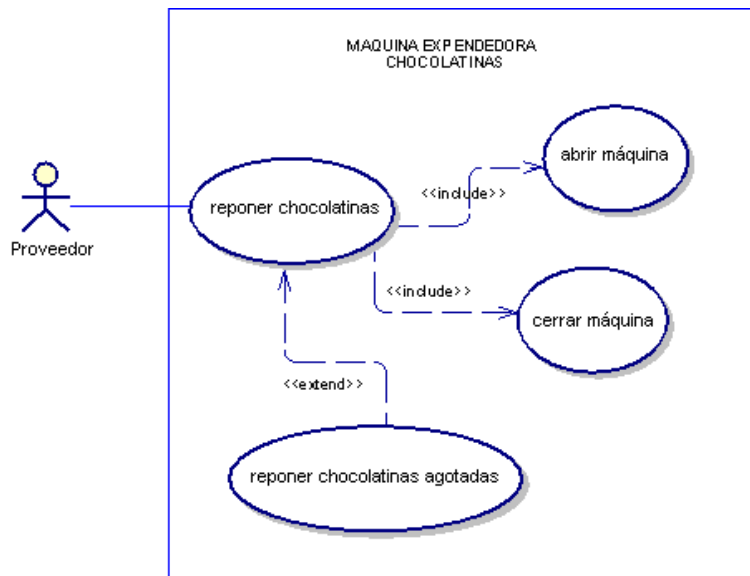 MAQUINA EXPENDEDORA
CHOCOLATINAS
abrir máquina
<<include>>
reponer chocolatinas
Proveedor
<<include>>
cerrar máquina
<<extend>>
reponer chocolatinas agotadas